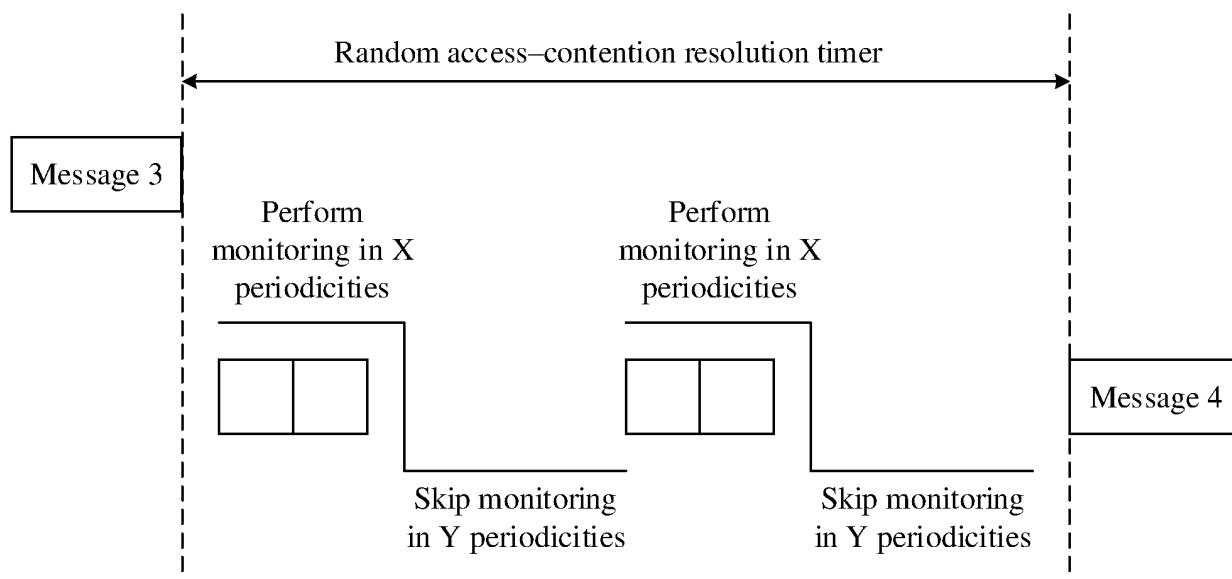 Random access–contention resolution timer
Message 3
Perform
monitoring in X
periodicities
Perform
monitoring in X
periodicities
Message 4
Skip monitoring
in Y periodicities
Skip monitoring
in Y periodicities